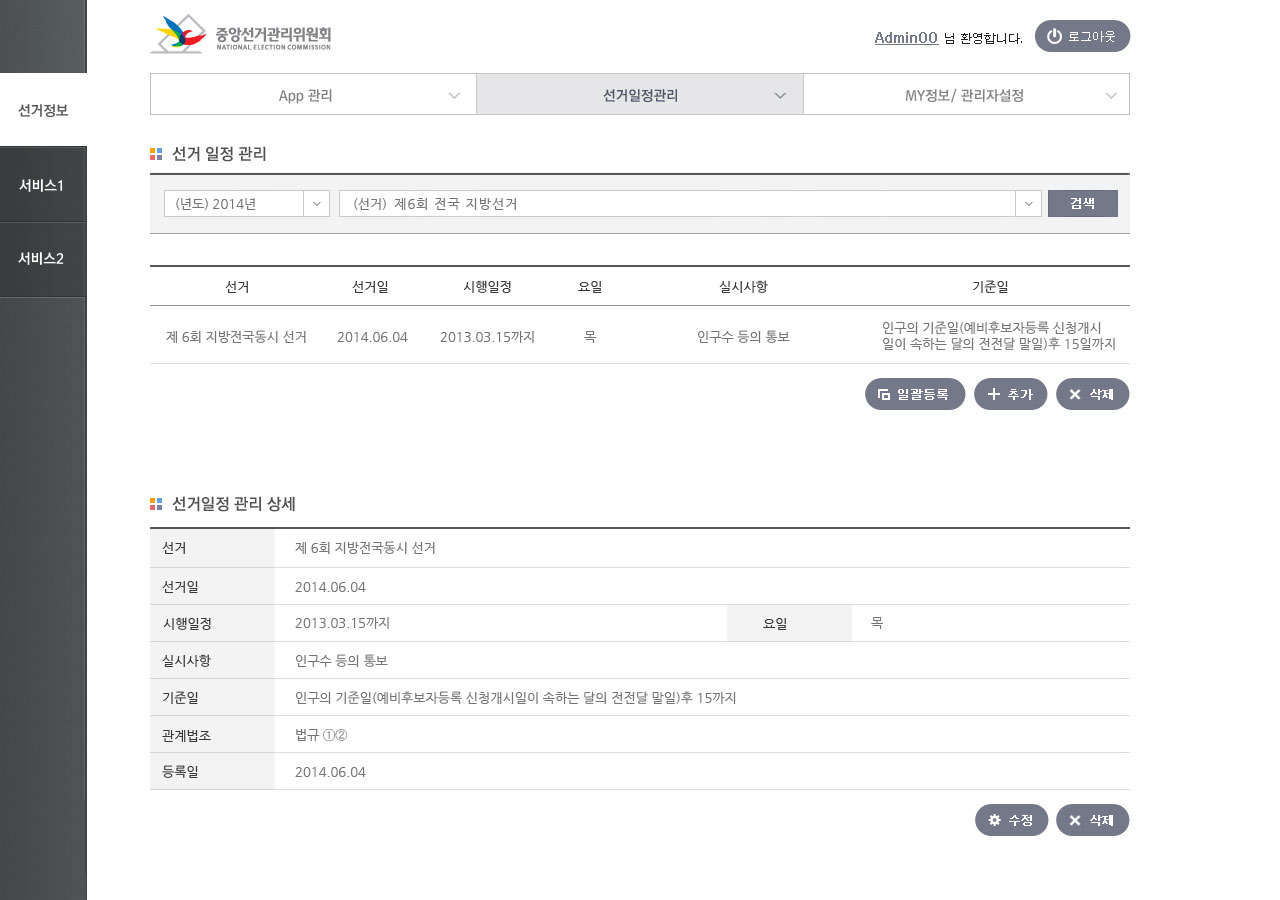 중앙선거관리위원회
NATIONAL ELECTION COMMISSION
Admin00 님 환영합니다.
로그아웃
선거정보
서비스1
서비스2
App 관리
선거일정관리
MY정보/ 관리자설정
선거 일정 관리
(년도) 2014년
(선거) 제6회 전국 지방선거
검색
선거 선거일 시행일정 요일 실시사항 기준일
제 6회 지방전국동시 선거 2014.06.04 2013.03.15까지 목 인구수 등의 통보 인구의 기준일(예비후보자등록 신청개시
일이 속하는 달의 전전달 말일)후 15일까지
일괄등록 추가 삭제
선거일정 관리 상세
선거 제 6회 지방전국동시 선거
선거일 2014.06.04
시행일정 2013.03.15까지 요일 목
실시사항 인구수 등의 통보
기준일 인구의 기준일(예비후보자등록 신청개시일이 속하는 달의 전전달 말일)후 15까지
관계법조 법규 ①②
등록일 2014.06.04
수정 삭제